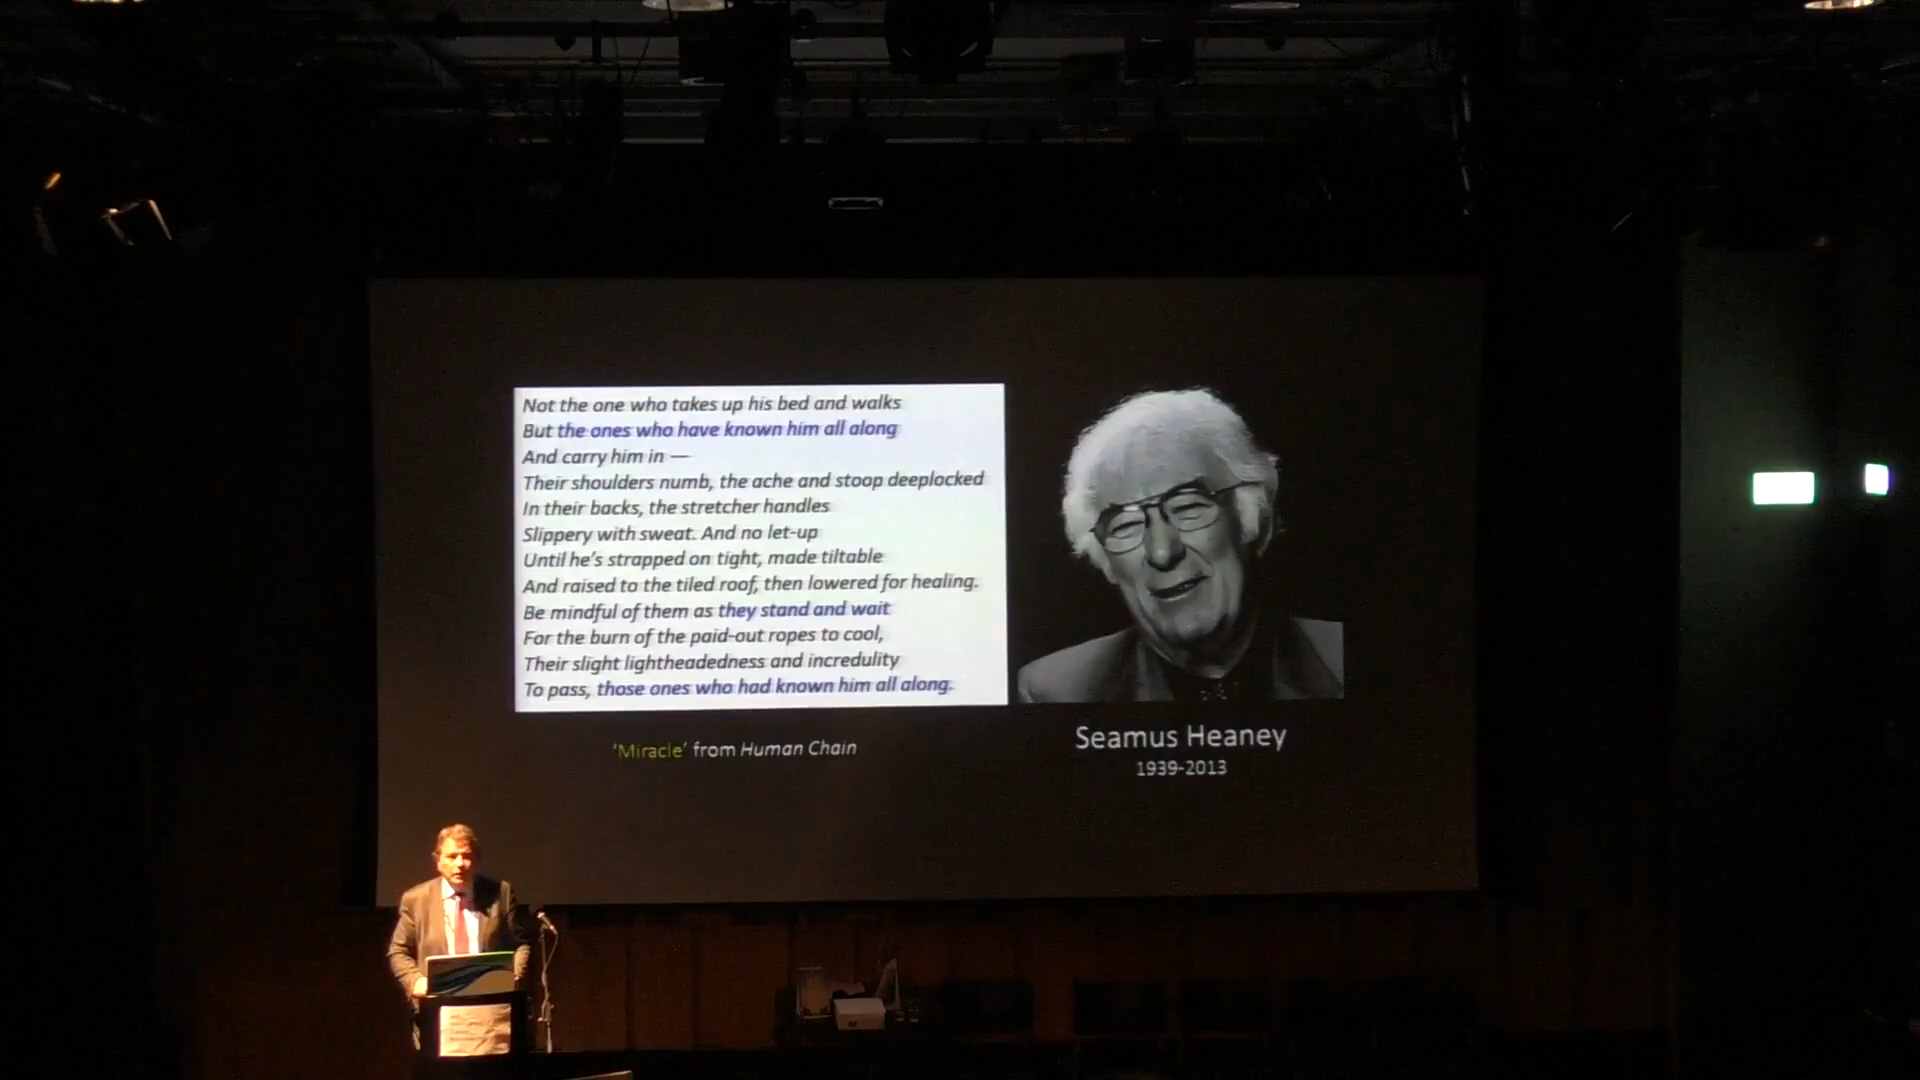 Not the one who takes up his bed and walks
But the ones who have known him all along
And carry him in —
Their shoulders numb, the ache and stoop deeplocked
In their backs, the stretcher handles
Slippery with sweat. And no let-up
Until he's strapped on tight, made tiltable
And raised to the tiled roof, then lowered for healing.
Be mindful of them as they stand and wait
For the burn of the paid-out ropes to cool,
Their slight lightheadedness and incredulity
To pass, those ones who had known him all along.
'Miracle' from Human Chain
Seamus Heaney
1939-2013